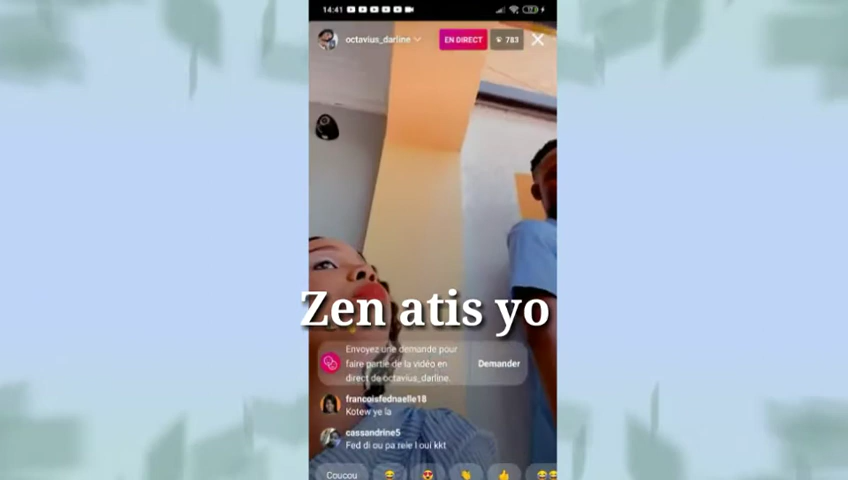 14:41
octavius_darline
EN DIRECT
783
Zen atis yo
Envoyez une demande pour
faire partie de la vidéo en
direct de octavius_darline.
Demander
francoisfednaelle18
Kotew ye la
cassandrine5
Fed di ou pa reie l oui kkt
Coucou